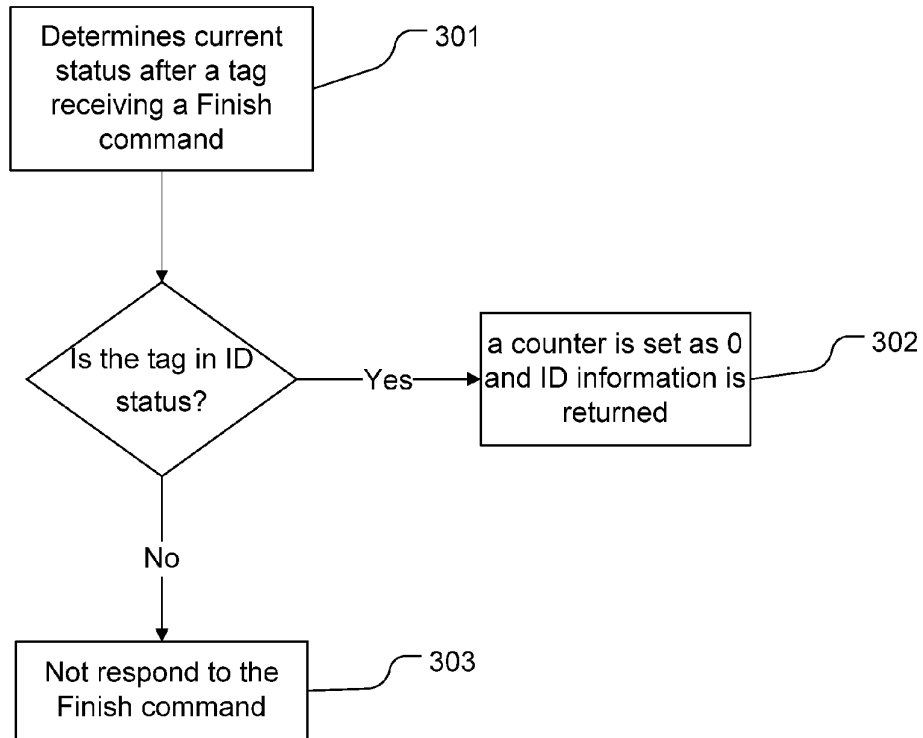 Determines current
status after a tag
receiving a Finish
command
301
Is the tag in ID
status?
Yes
a counter is set as 0
and ID information is
returned
302
No
Not respond to the
Finish command
303